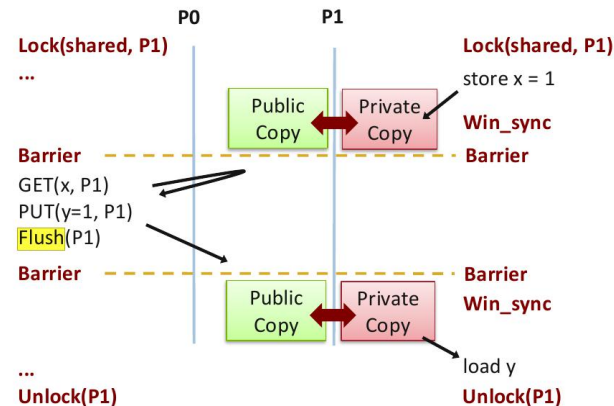 P0
P1
Lock(shared, P1)
Lock(shared, P1)
...
store x = 1
Public
Copy
Private
Copy
Win_sync
Barrier
Barrier
GET(x, P1)
PUT(y=1, P1)
Flush(P1)
Barrier
Barrier
Public
Copy
Private
Copy
Win_sync
load y
...
Unlock(P1)
Unlock(P1)